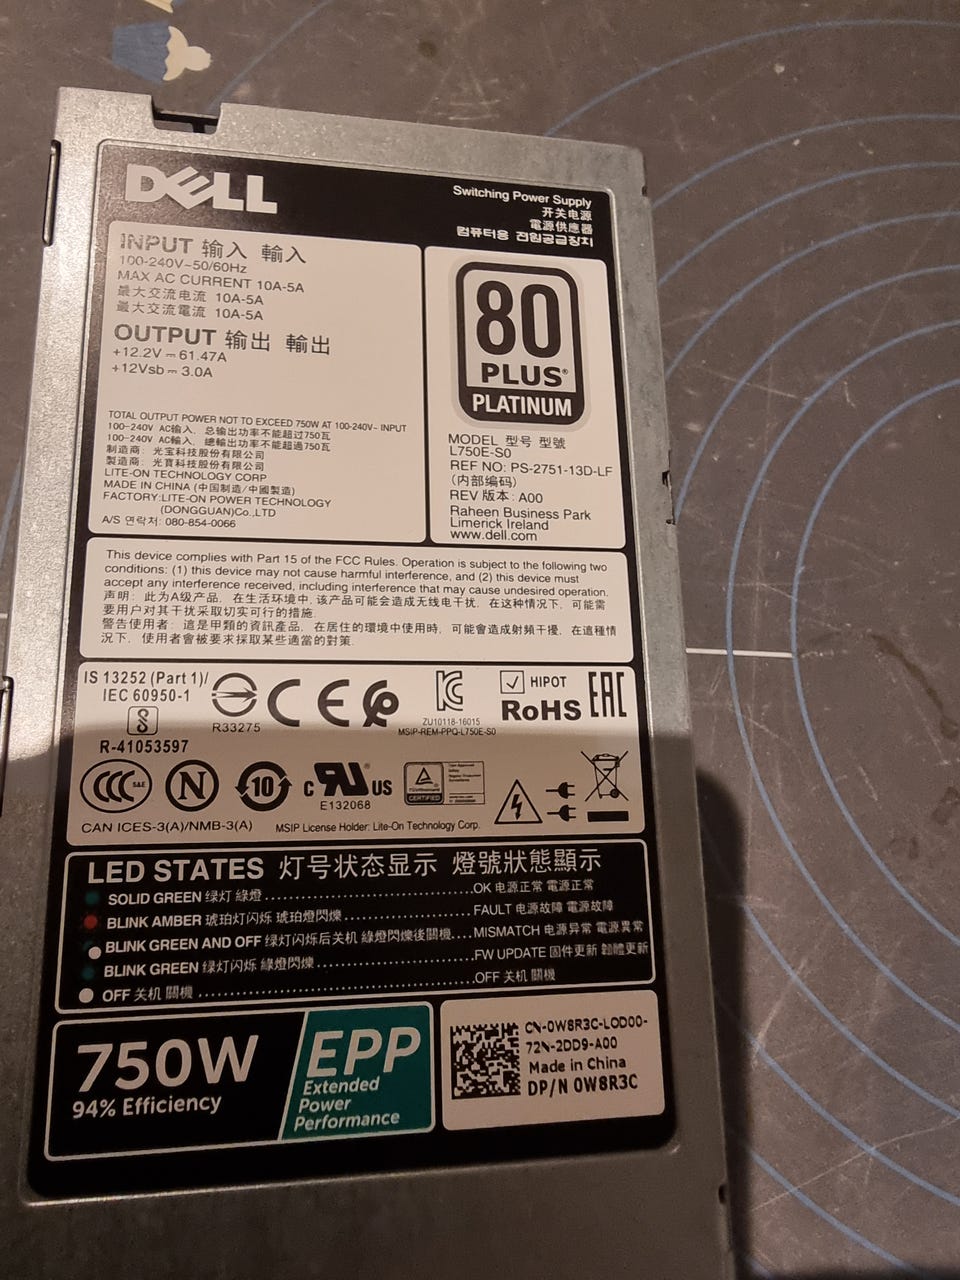 DELL
Switching Power Supply
开关电源
電源供應器
컴퓨터용 전원공급장치
INPUT 输入 輸入
100-240V~50/60Hz
MAX AC CURRENT 10A-5A
最大交流电流 10A-5A
最大交流電流 10A-5A
OUTPUT 输出 輸出
+12.2V ⎓ 61.47A
+12Vsb ⎓ 3.0A
TOTAL OUTPUT POWER NOT TO EXCEED 750W AT 100-240V~ INPUT
100-240V AC输入, 总输出功率不能超过750瓦
100-240V AC輸入, 總輸出功率不能超過750瓦
制造商: 光宝科技股份有限公司
製造商: 光寶科技股份有限公司
LITE-ON TECHNOLOGY CORP
MADE IN CHINA (中国制造/中國製造)
FACTORY:LITE-ON POWER TECHNOLOGY
(DONGGUAN)Co.,LTD
A/S 연락처: 080-854-0066
80
PLUS®
PLATINUM
MODEL 型号 型號
L750E-S0
REF NO: PS-2751-13D-LF
(内部编码)
REV 版本: A00
Raheen Business Park
Limerick Ireland
www.dell.com
This device complies with Part 15 of the FCC Rules. Operation is subject to the following two
conditions: (1) this device may not cause harmful interference, and (2) this device must
accept any interference received, including interference that may cause undesired operation.
声明: 此为A级产品, 在生活环境中,该产品可能会造成无线电干扰, 在这种情况下, 可能需
要用户对其干扰采取切实可行的措施
警告使用者: 這是甲類的資訊產品, 在居住的環境中使用時, 可能會造成射頻干擾, 在這種情
況下, 使用者會被要求採取某些適當的對策
IS 13252 (Part 1)/
IEC 60950-1
R-41053597
R33275
CE
KC
ZU10118-16015
MSIP-REM-PPQ-L750E-S0
HIPOT
RoHS
EAC
CCC S&E
N
10
c RU US
E132068
CERTIFIED
CAN ICES-3(A)/NMB-3(A)
MSIP License Holder: Lite-On Technology Corp.
LED STATES 灯号状态显示 燈號狀態顯示
SOLID GREEN 绿灯 綠燈 ........................ OK 电源正常 電源正常
BLINK AMBER 琥珀灯闪烁 琥珀燈閃爍 ............... FAULT 电源故障 電源故障
BLINK GREEN AND OFF 绿灯闪烁后关机 綠燈閃爍後關機.... MISMATCH 电源异常 電源異常
BLINK GREEN 绿灯闪烁 綠燈閃爍 .................. FW UPDATE 固件更新 韌體更新
OFF 关机 關機 ........................ OFF 关机 關機
750W
94% Efficiency
EPP
Extended
Power
Performance
CN-0W8R3C-LOD00-
72N-2DD9-A00
Made in China
DP/N 0W8R3C